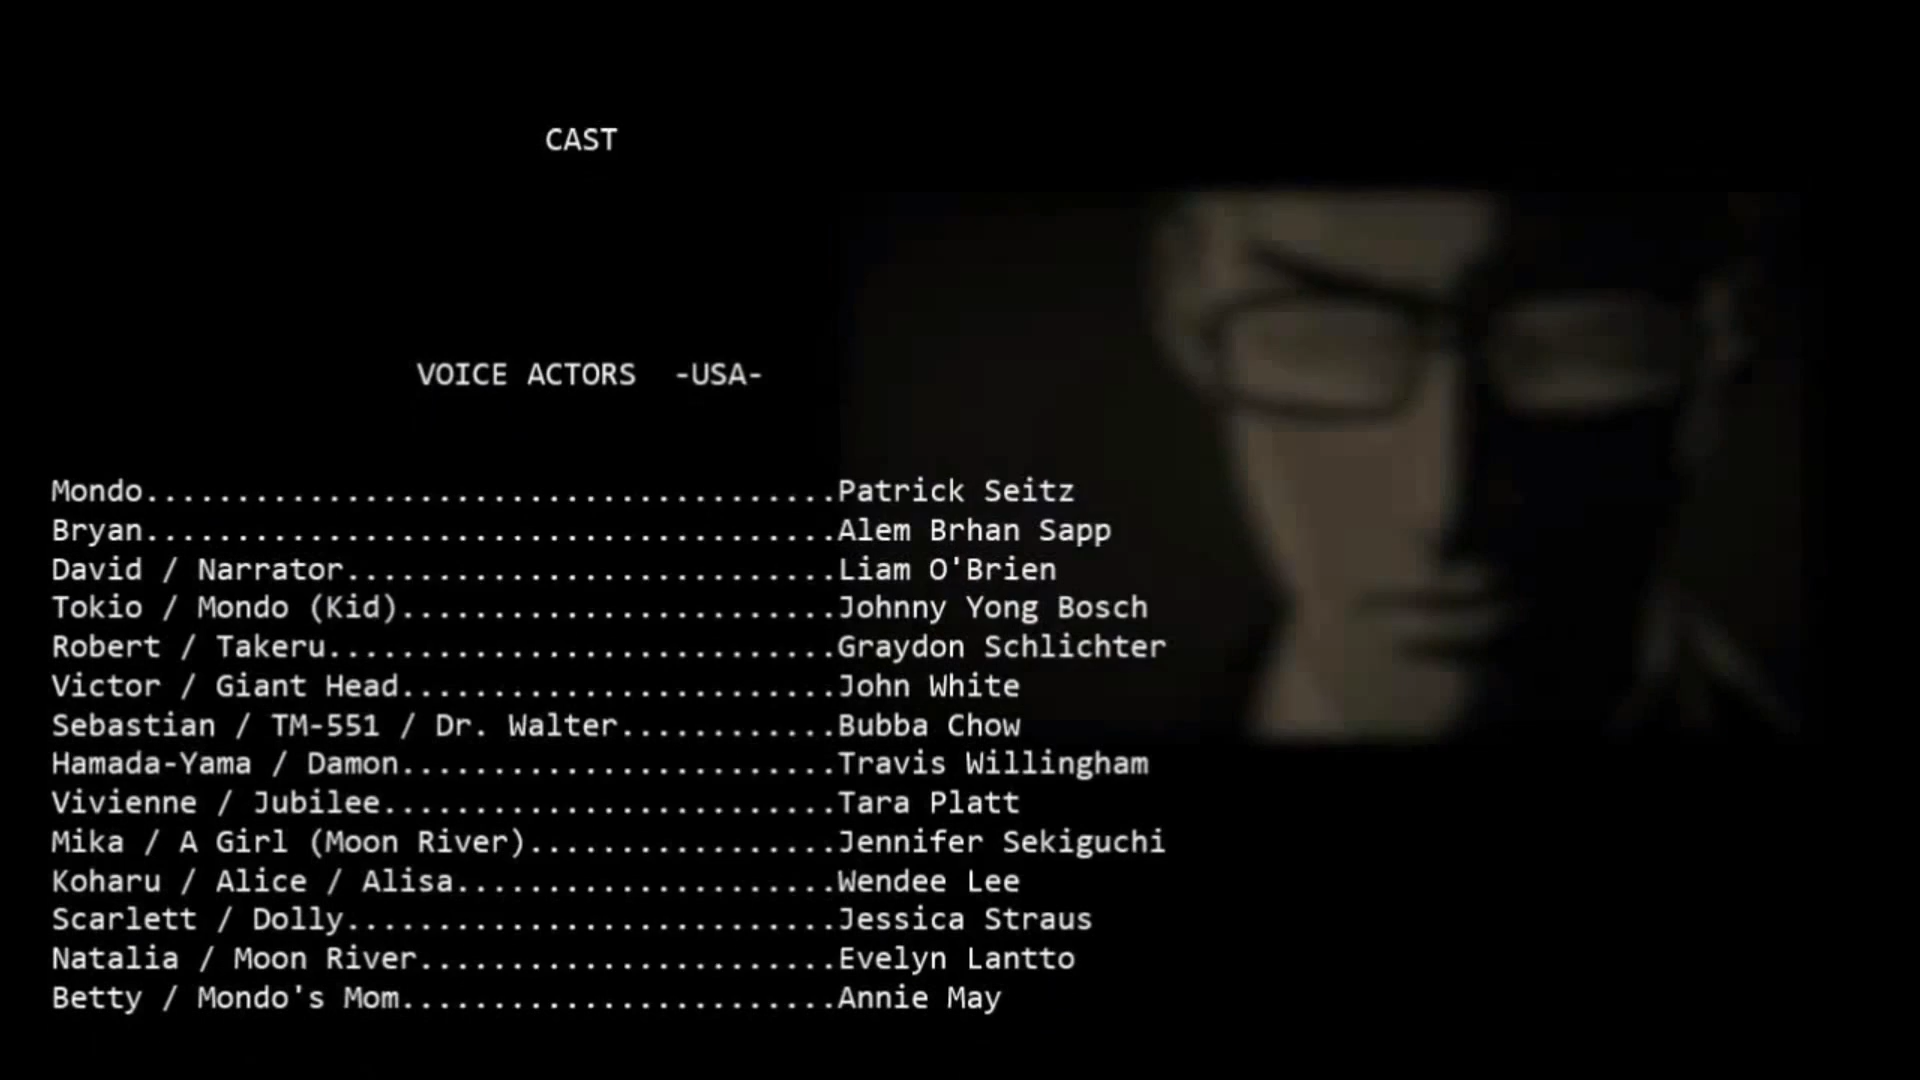 CAST
VOICE ACTORS -USA-
Mondo......................................Patrick Seitz
Bryan......................................Alem Brhan Sapp
David / Narrator...........................Liam O'Brien
Tokio / Mondo (Kid)........................Johnny Yong Bosch
Robert / Takeru............................Graydon Schlichter
Victor / Giant Head........................John White
Sebastian / TM-551 / Dr. Walter............Bubba Chow
Hamada-Yama / Damon........................Travis Willingham
Vivienne / Jubilee.........................Tara Platt
Mika / A Girl (Moon River).................Jennifer Sekiguchi
Koharu / Alice / Alisa.....................Wendee Lee
Scarlett / Dolly...........................Jessica Straus
Natalia / Moon River.......................Evelyn Lantto
Betty / Mondo's Mom........................Annie May